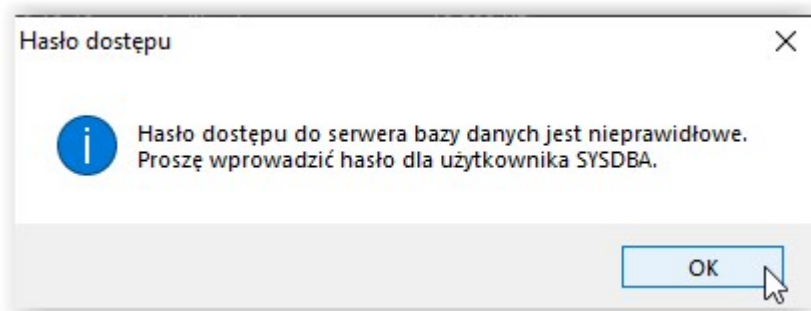 Hasło dostępu
Hasło dostępu do serwera bazy danych jest nieprawidłowe.
Proszę wprowadzić hasło dla użytkownika SYSDBA.
OK